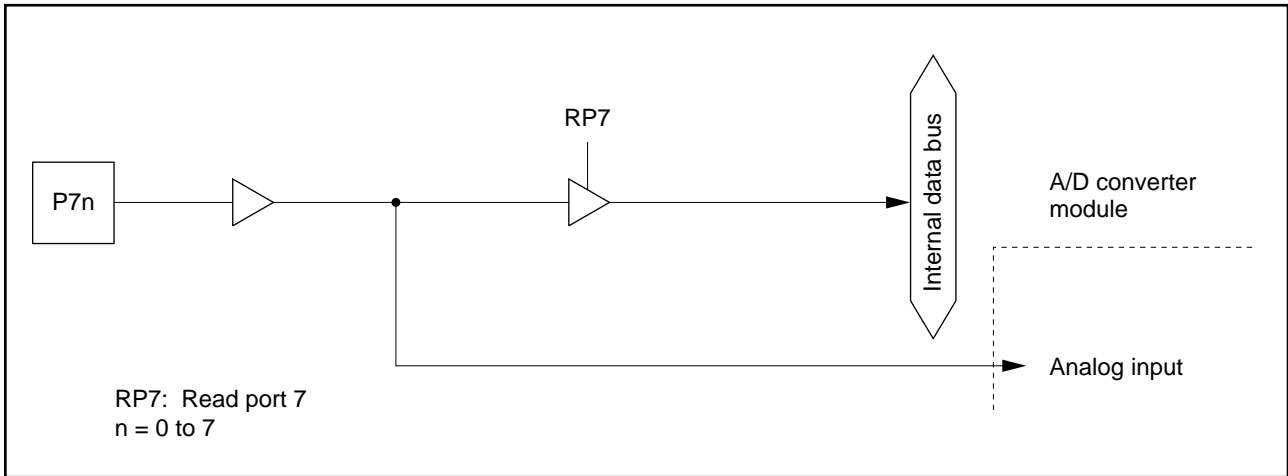 RP7
P7n
Internal data bus
A/D converter
module
Analog input
RP7: Read port 7
n = 0 to 7